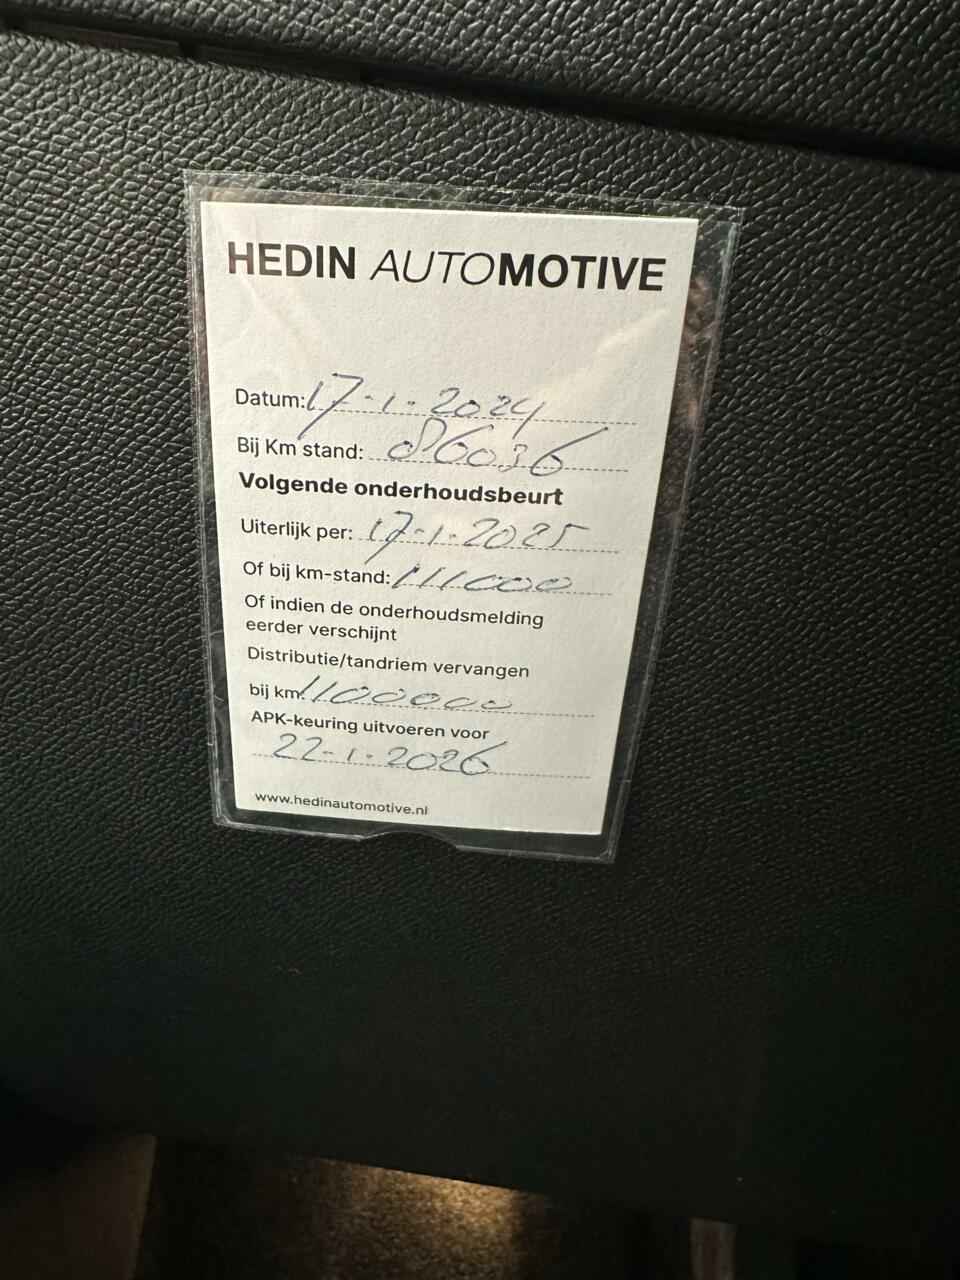 HEDIN AUTOMOTIVE
Datum: 17-1-2024
Bij Km stand: 086036
Volgende onderhoudsbeurt
Uiterlijk per: 17-1-2025
Of bij km-stand: 111000
Of indien de onderhoudsmelding
eerder verschijnt
Distributie/tandriem vervangen
bij km:
APK-keuring uitvoeren voor
22-1-2026
www.hedinautomotive.nl